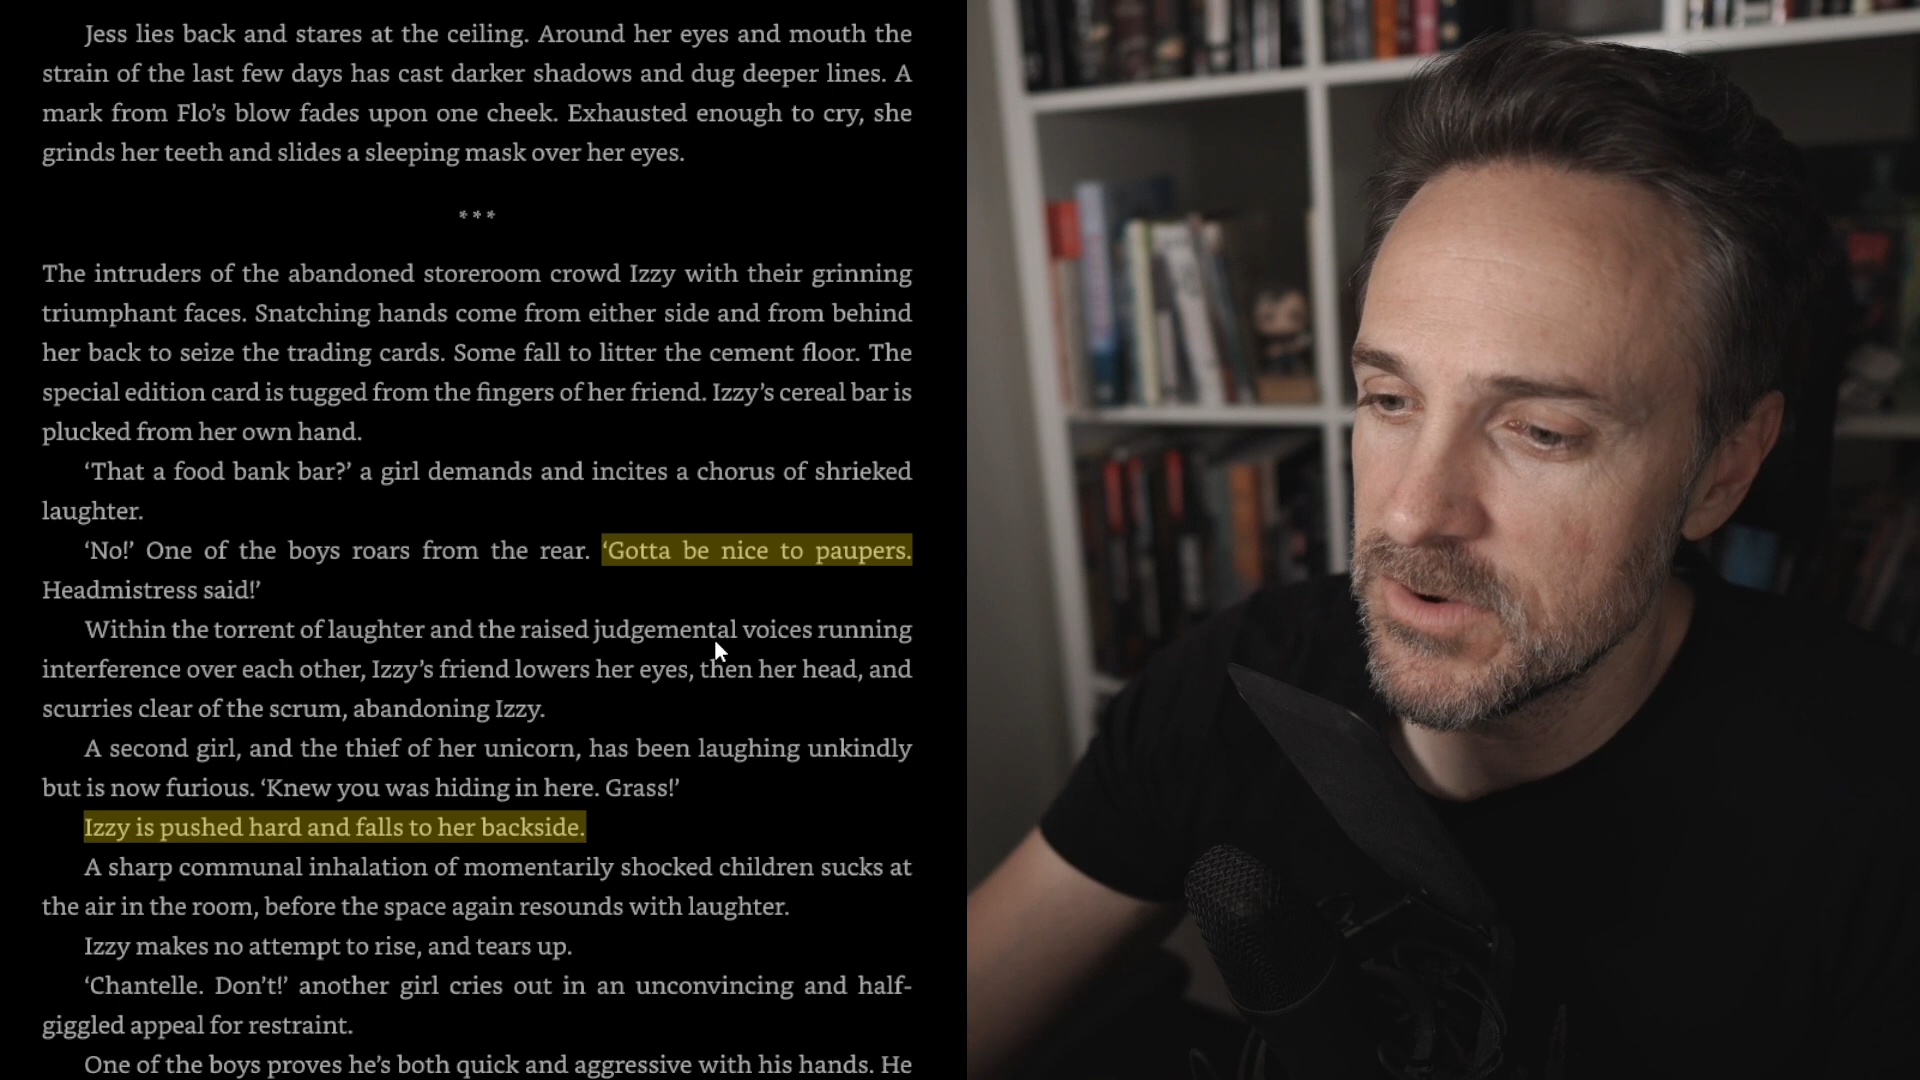 Jess lies back and stares at the ceiling. Around her eyes and mouth the
strain of the last few days has cast darker shadows and dug deeper lines. A
mark from Flo’s blow fades upon one cheek. Exhausted enough to cry, she
grinds her teeth and slides a sleeping mask over her eyes.
***
The intruders of the abandoned storeroom crowd Izzy with their grinning
triumphant faces. Snatching hands come from either side and from behind
her back to seize the trading cards. Some fall to litter the cement floor. The
special edition card is tugged from the fingers of her friend. Izzy’s cereal bar is
plucked from her own hand.
‘That a food bank bar?’ a girl demands and incites a chorus of shrieked
laughter.
‘No!’ One of the boys roars from the rear. ‘Gotta be nice to paupers.
Headmistress said!’
Within the torrent of laughter and the raised judgemental voices running
interference over each other, Izzy’s friend lowers her eyes, then her head, and
scurries clear of the scrum, abandoning Izzy.
A second girl, and the thief of her unicorn, has been laughing unkindly
but is now furious. ‘Knew you was hiding in here. Grass!’
Izzy is pushed hard and falls to her backside.
A sharp communal inhalation of momentarily shocked children sucks at
the air in the room, before the space again resounds with laughter.
Izzy makes no attempt to rise, and tears up.
‘Chantelle. Don’t!’ another girl cries out in an unconvincing and half-
giggled appeal for restraint.
One of the boys proves he’s both quick and aggressive with his hands. He